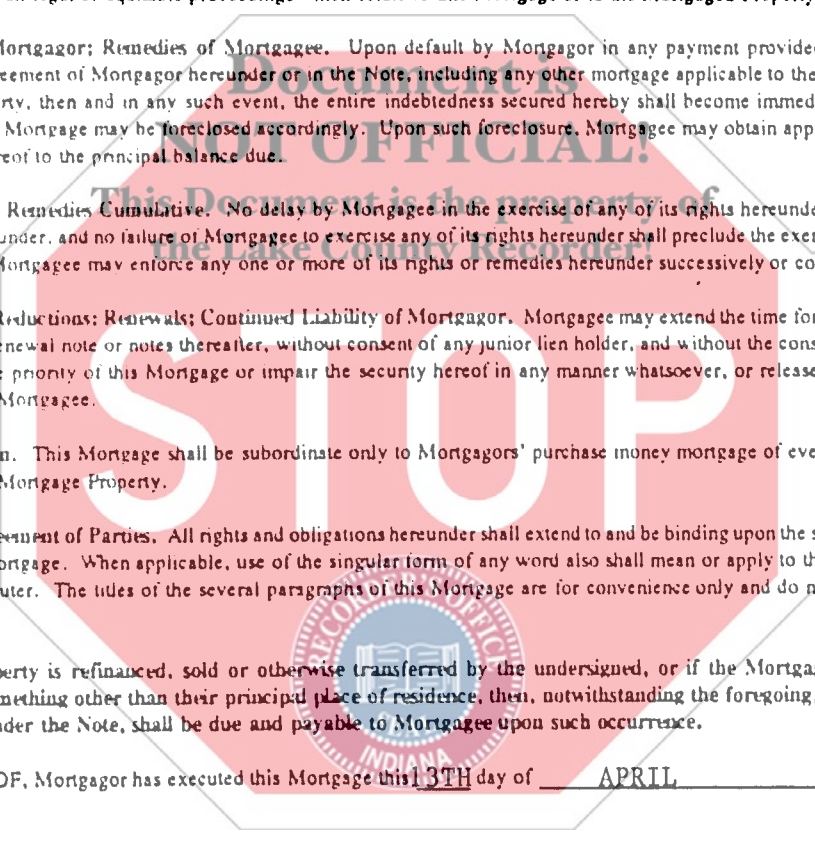 Mortgagor; Remedies of Mortgagee. Upon default by Mortgagor in any payment provide
reement of Mortgagor hereunder or in the Note, including any other mortgage applicable to the
rty, then and in any such event, the entire indebtedness secured hereby shall become immed
Mortgage may be foreclosed accordingly. Upon such foreclosure, Mortgagee may obtain app
reof to the principal balance due.
Document is
NOT OFFICIAL!
This Document is the property of
the Lake County Recorder!
Remedies Cumulative. No delay by Mortgagee in the exercise of any of its rights hereunde
under, and no failure of Mortgagee to exercise any of its rights hereunder shall preclude the exer
Mortgagee may enforce any one or more of its rights or remedies hereunder successively or co
Reductions; Renewals; Continued Liability of Mortgagor. Mortgagee may extend the time for
enewal note or notes thereafter, without consent of any junior lien holder, and without the cons
e priority of this Mortgage or impair the security hereof in any manner whatsoever, or release
Mortgagee.
STOP
n. This Mortgage shall be subordinate only to Mortgagors' purchase money mortgage of eve
Mortgage Property.
eement of Parties. All rights and obligations hereunder shall extend to and be binding upon the s
ortgage. When applicable, use of the singular form of any word also shall mean or apply to th
uter. The titles of the several paragraphs of this Mortgage are for convenience only and do n
RECORDER'S OFFICE
INDIANA
perty is refinanced, sold or otherwise transferred by the undersigned, or if the Mortga
mething other than their principal place of residence, then, notwithstanding the foregoing,
nder the Note, shall be due and payable to Mortgagee upon such occurrence.
OF, Mortgagor has executed this Mortgage this 13TH day of APRIL